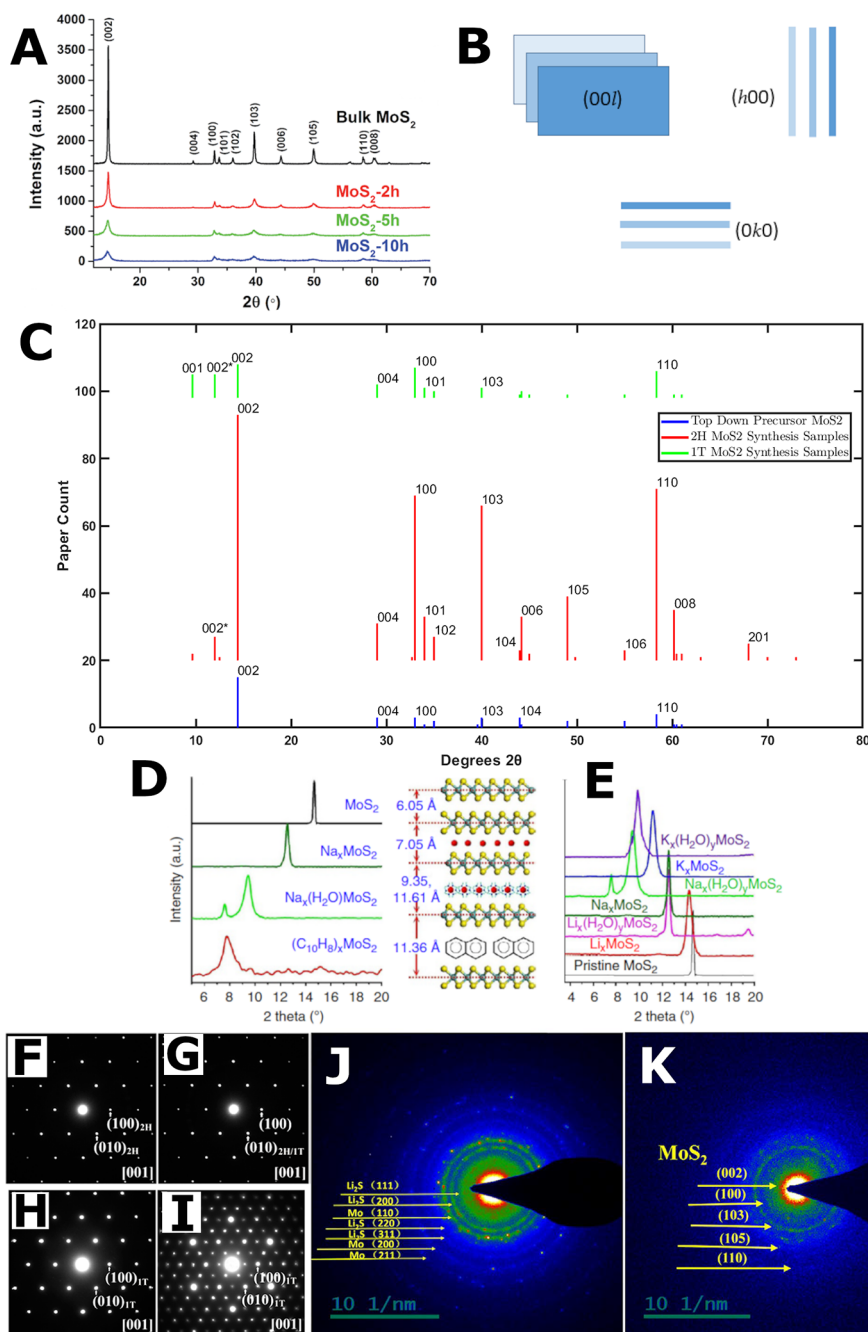 A
4000
3500
3000
2500
2000
1500
1000
500
0
Intensity (a.u.)
(002)
(004)
(100)
(101)
(102)
(103)
(006)
(105)
(110)
(008)
Bulk MoS₂
MoS₂-2h
MoS₂-5h
MoS₂-10h
20 30 40 50 60 70
2θ (°)
B
(00l)
(h00)
(0k0)
C
120
100
80
60
40
20
0
Paper Count
001 002* 002 004 100 101 103 110
Top Down Precursor MoS2
2H MoS2 Synthesis Samples
1T MoS2 Synthesis Samples
002* 002 004 100 101 102 103 104 006 105 106 110 008 201
002 004 100 103 104 110
0 10 20 30 40 50 60 70 80
Degrees 2θ
D
Intensity (a.u.)
MoS₂
NaₓMoS₂
Naₓ(H₂O)MoS₂
(C₁₀H₈)ₓMoS₂
6 8 10 12 14 16 18 20
2 theta (°)
6.05 Å
7.05 Å
9.35,
11.61 Å
11.36 Å
E
Kₓ(H₂O)ᵧMoS₂
KₓMoS₂
Naₓ(H₂O)ᵧMoS₂
NaₓMoS₂
Liₓ(H₂O)ᵧMoS₂
LiₓMoS₂
Pristine MoS₂
4 6 8 10 12 14 16 18 20
2 theta (°)
F
(100)2H
(010)2H
[001]
G
(100)
(010)2H/1T
[001]
H
(100)1T
(010)1T
[001]
I
(100)1T
(010)1T
[001]
J
Li₂S (111)
Li₂S (200)
Mo (110)
Li₂S (220)
Li₂S (311)
Mo (200)
Mo (211)
10 1/nm
K
MoS₂
(002)
(100)
(103)
(105)
(110)
10 1/nm